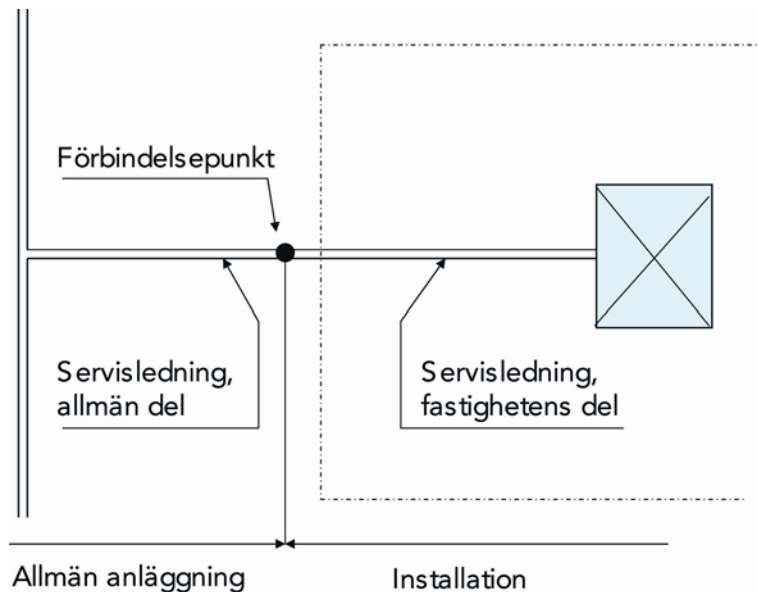 Förbindelsepunkt
Servisledning,
allmän del
Servisledning,
fastighetens del
Allmän anläggning
Installation